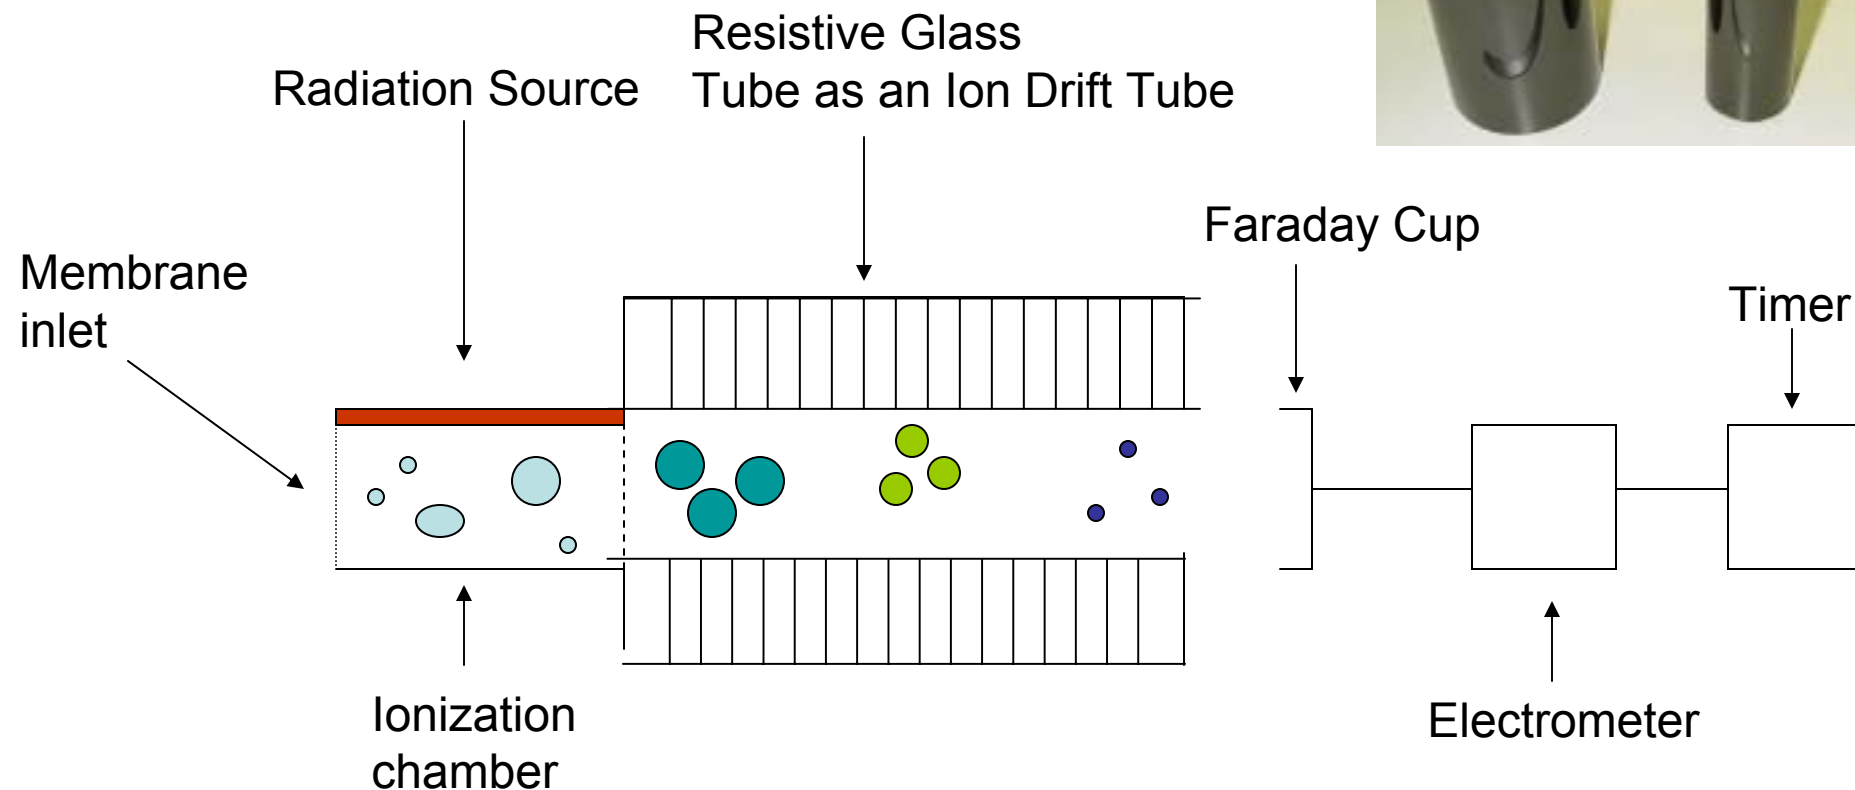 Resistive Glass
Tube as an Ion Drift Tube
Radiation Source
Faraday Cup
Membrane
inlet
Timer
Ionization
chamber
Electrometer